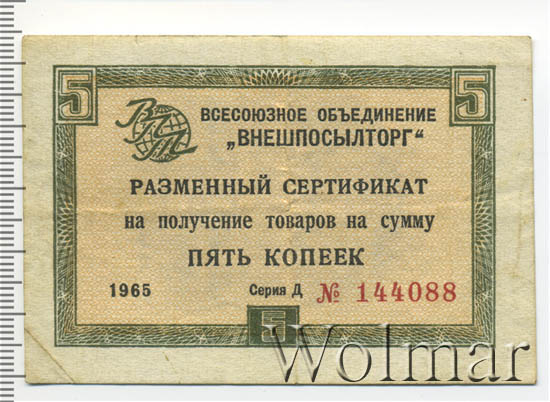 5 5
ВПТ
ВСЕСОЮЗНОЕ ОБЪЕДИНЕНИЕ
„ВНЕШПОСЫЛТОРГ“
РАЗМЕННЫЙ СЕРТИФИКАТ
на получение товаров на сумму
ПЯТЬ КОПЕЕК
1965 Серия Д № 144088
5
Wolmar